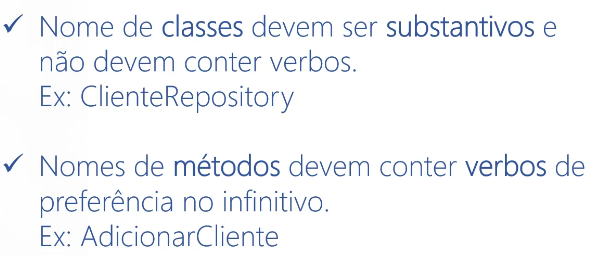 ✓ Nome de classes devem ser substantivos e
não devem conter verbos.
Ex: ClienteRepository
✓ Nomes de métodos devem conter verbos de
preferência no infinitivo.
Ex: AdicionarCliente